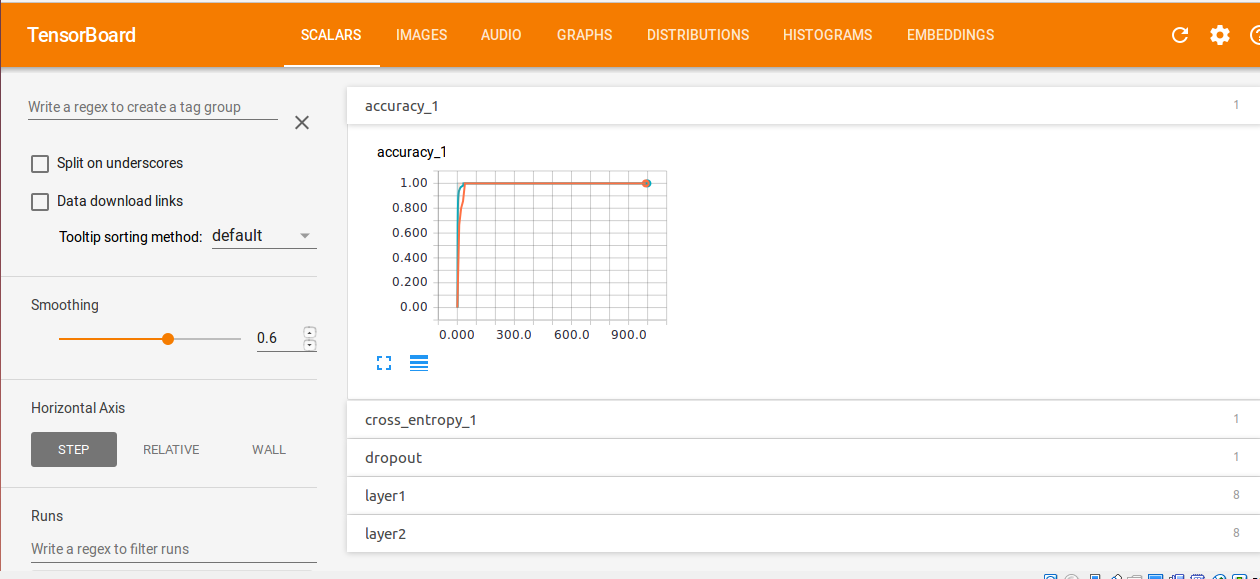 TensorBoard
SCALARS IMAGES AUDIO GRAPHS DISTRIBUTIONS HISTOGRAMS EMBEDDINGS
Write a regex to create a tag group
Split on underscores
Data download links
Tooltip sorting method: default
Smoothing
0.6
Horizontal Axis
STEP RELATIVE WALL
Runs
Write a regex to filter runs
accuracy_1 1
accuracy_1
1.00
0.800
0.600
0.400
0.200
0.00
0.000 300.0 600.0 900.0
cross_entropy_1 1
dropout 1
layer1 8
layer2 8